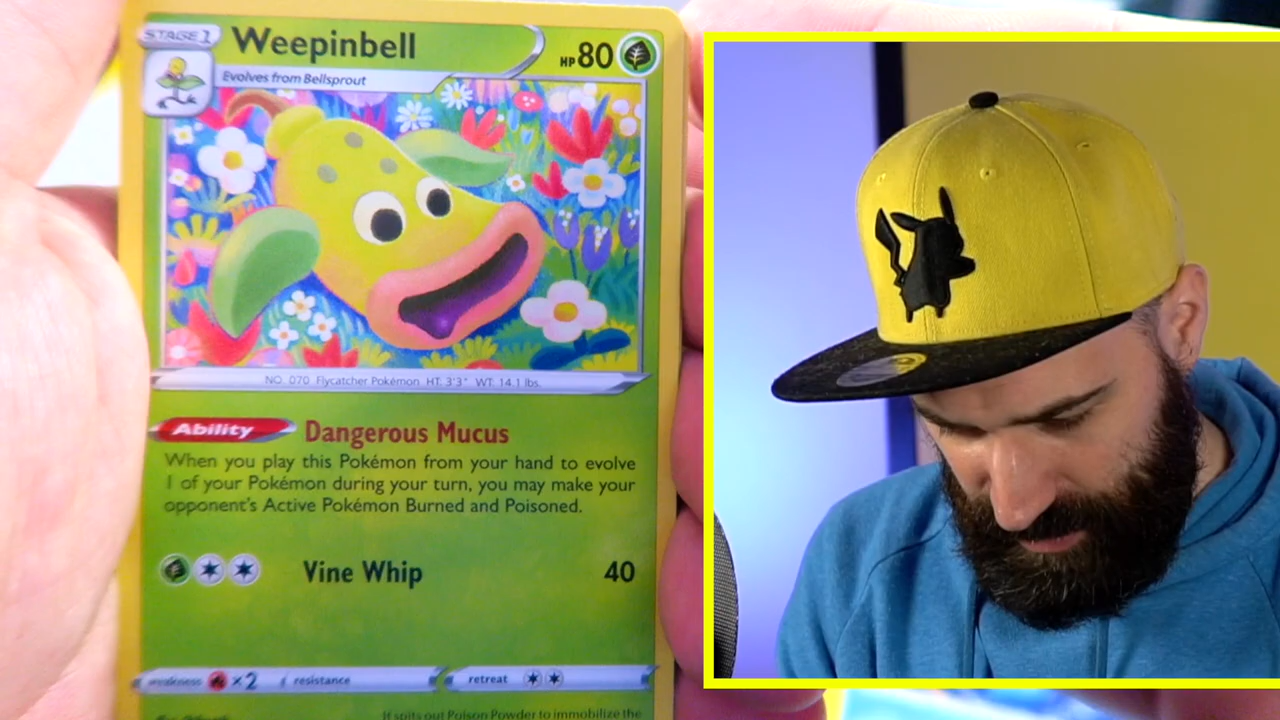 STAGE 1
Weepinbell
HP 80
Evolves from Bellsprout
NO. 070 Flycatcher Pokémon HT: 3'3" WT: 14.1 lbs.
Ability Dangerous Mucus
When you play this Pokémon from your hand to evolve
1 of your Pokémon during your turn, you may make your
opponent's Active Pokémon Burned and Poisoned.
Vine Whip 40
weakness ×2 resistance retreat
If spits out Poison Powder to immobilize the